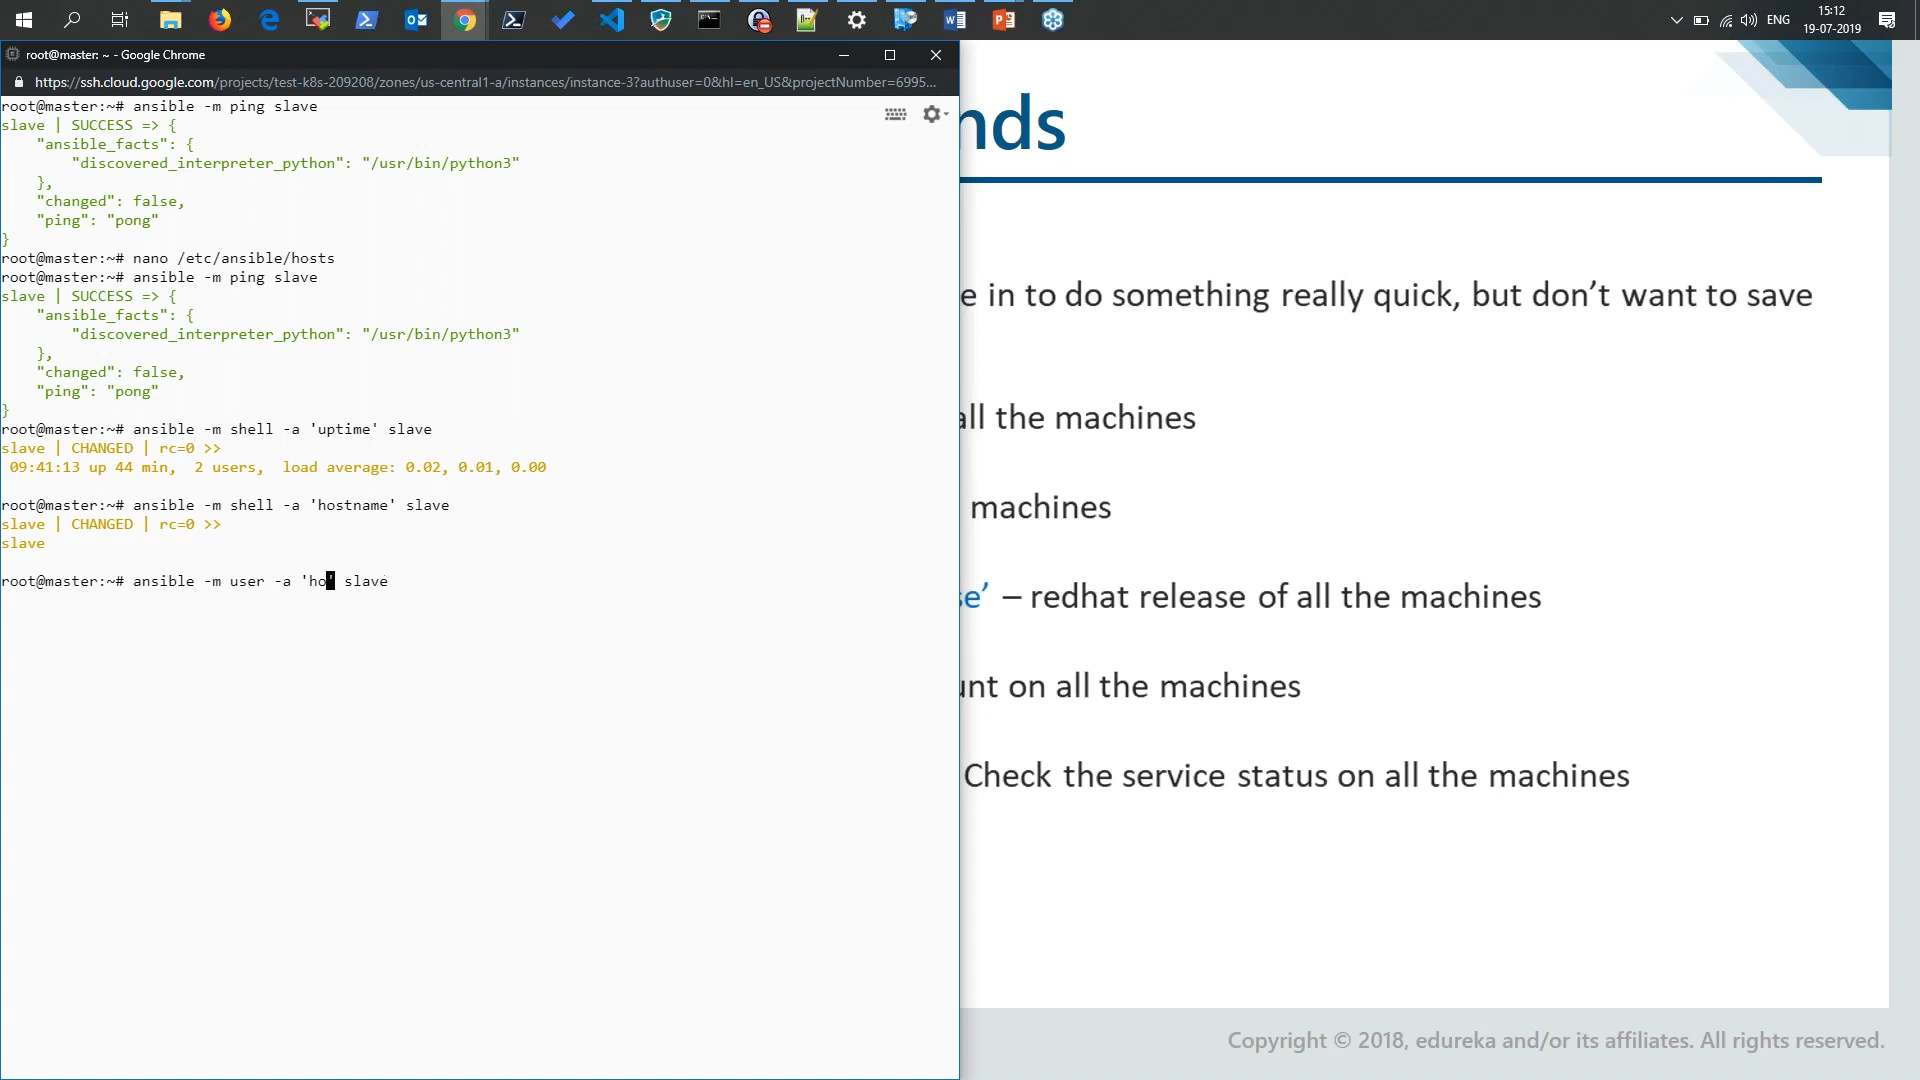 ENG
15:12
19-07-2019
root@master: ~ - Google Chrome
https://ssh.cloud.google.com/projects/test-k8s-209208/zones/us-central1-a/instances/instance-3?authuser=0&hl=en_US&projectNumber=6995...
root@master:~# ansible -m ping slave
slave | SUCCESS => {
    "ansible_facts": {
        "discovered_interpreter_python": "/usr/bin/python3"
    },
    "changed": false,
    "ping": "pong"
}
root@master:~# nano /etc/ansible/hosts
root@master:~# ansible -m ping slave
slave | SUCCESS => {
    "ansible_facts": {
        "discovered_interpreter_python": "/usr/bin/python3"
    },
    "changed": false,
    "ping": "pong"
}
root@master:~# ansible -m shell -a 'uptime' slave
slave | CHANGED | rc=0 >>
 09:41:13 up 44 min,  2 users,  load average: 0.02, 0.01, 0.00
root@master:~# ansible -m shell -a 'hostname' slave
slave | CHANGED | rc=0 >>
slave
root@master:~# ansible -m user -a 'ho' slave
nds
e in to do something really quick, but don't want to save
all the machines
machines
se' – redhat release of all the machines
unt on all the machines
Check the service status on all the machines
Copyright © 2018, edureka and/or its affiliates. All rights reserved.